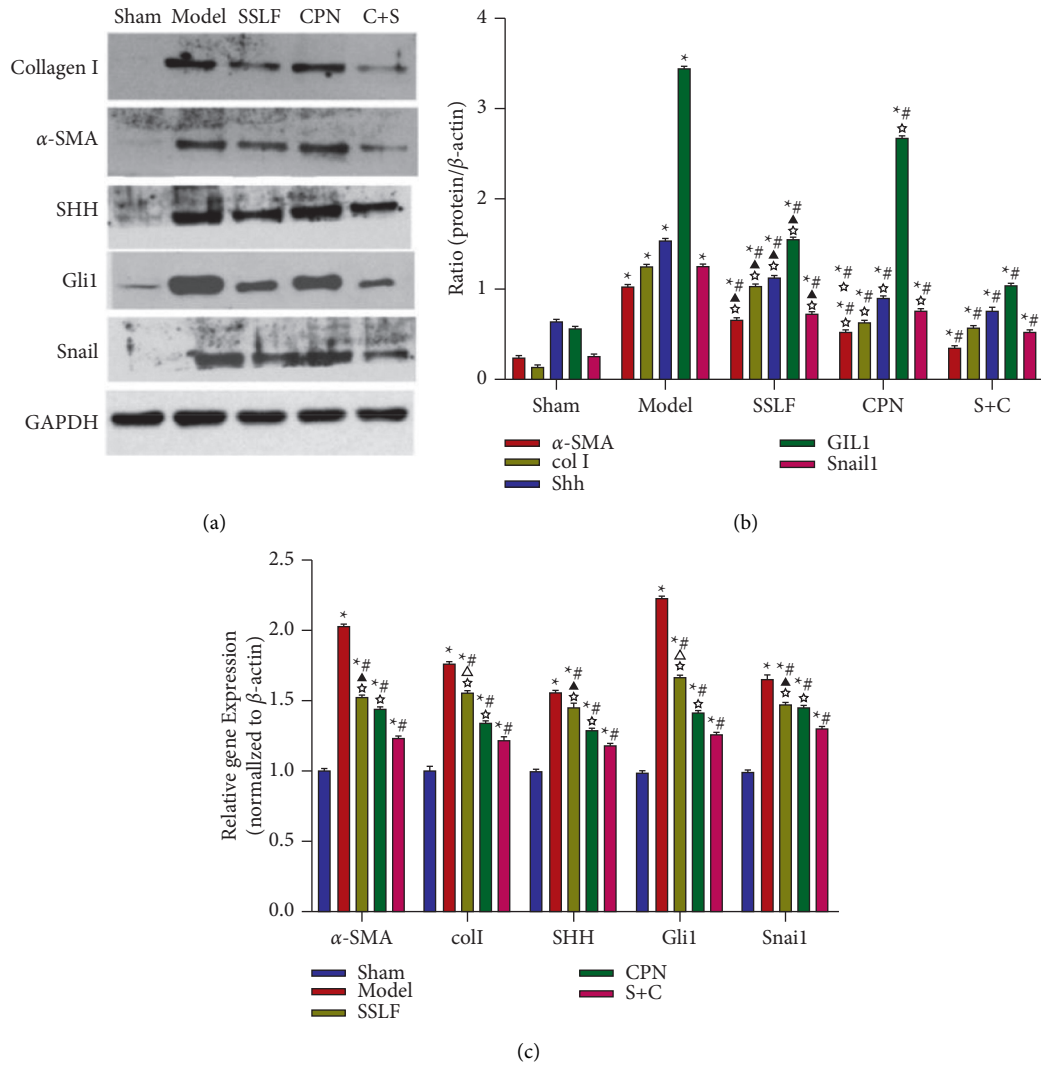 Sham Model SSLF CPN C+S
Collagen I
α-SMA
SHH
Gli1
Snail
GAPDH
(a)
4
3
2
1
0
Ratio (protein/β-actin)
* * * * *
*# ▲ ☆ *# ▲ ☆ *# ▲ ☆ *# ▲ ☆ *# ▲ ☆
*# ☆ *# ☆ *# ☆ *# ☆ *# ☆
*# *# *# *# *#
Sham Model SSLF CPN S+C
α-SMA
col I
Shh
GIL1
Snail1
(b)
2.5
2.0
1.5
1.0
0.5
0.0
Relative gene Expression
(normalized to β-actin)
* *# ▲ ☆ *# ☆ *#
* *# △ ☆ *# ☆ *#
* *# ▲ ☆ *# ☆ *#
* *# △ ☆ *# ☆ *#
* *# ▲ ☆ *# ☆ *#
α-SMA colI SHH Gli1 Snai1
Sham
Model
SSLF
CPN
S+C
(c)